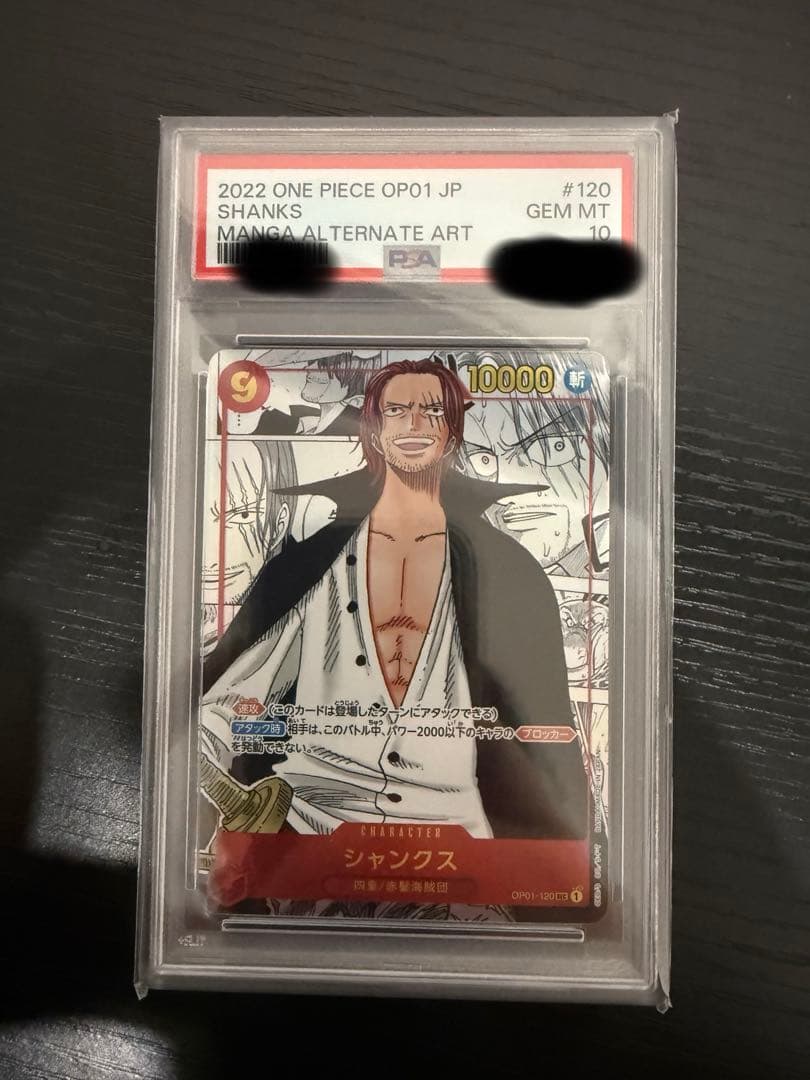 2022 ONE PIECE OP01 JP #120
SHANKS GEM MT
MANGA ALTERNATE ART 10
PSA
9
10000 斬
速攻 (このカードは登場したターンにアタックできる)
アタック時 相手は、このバトル中、パワー2000以下のキャラの ブロッカー
を発動できない。
CHARACTER
シャンクス
四皇/赤髪海賊団
OP01-120 SEC 1